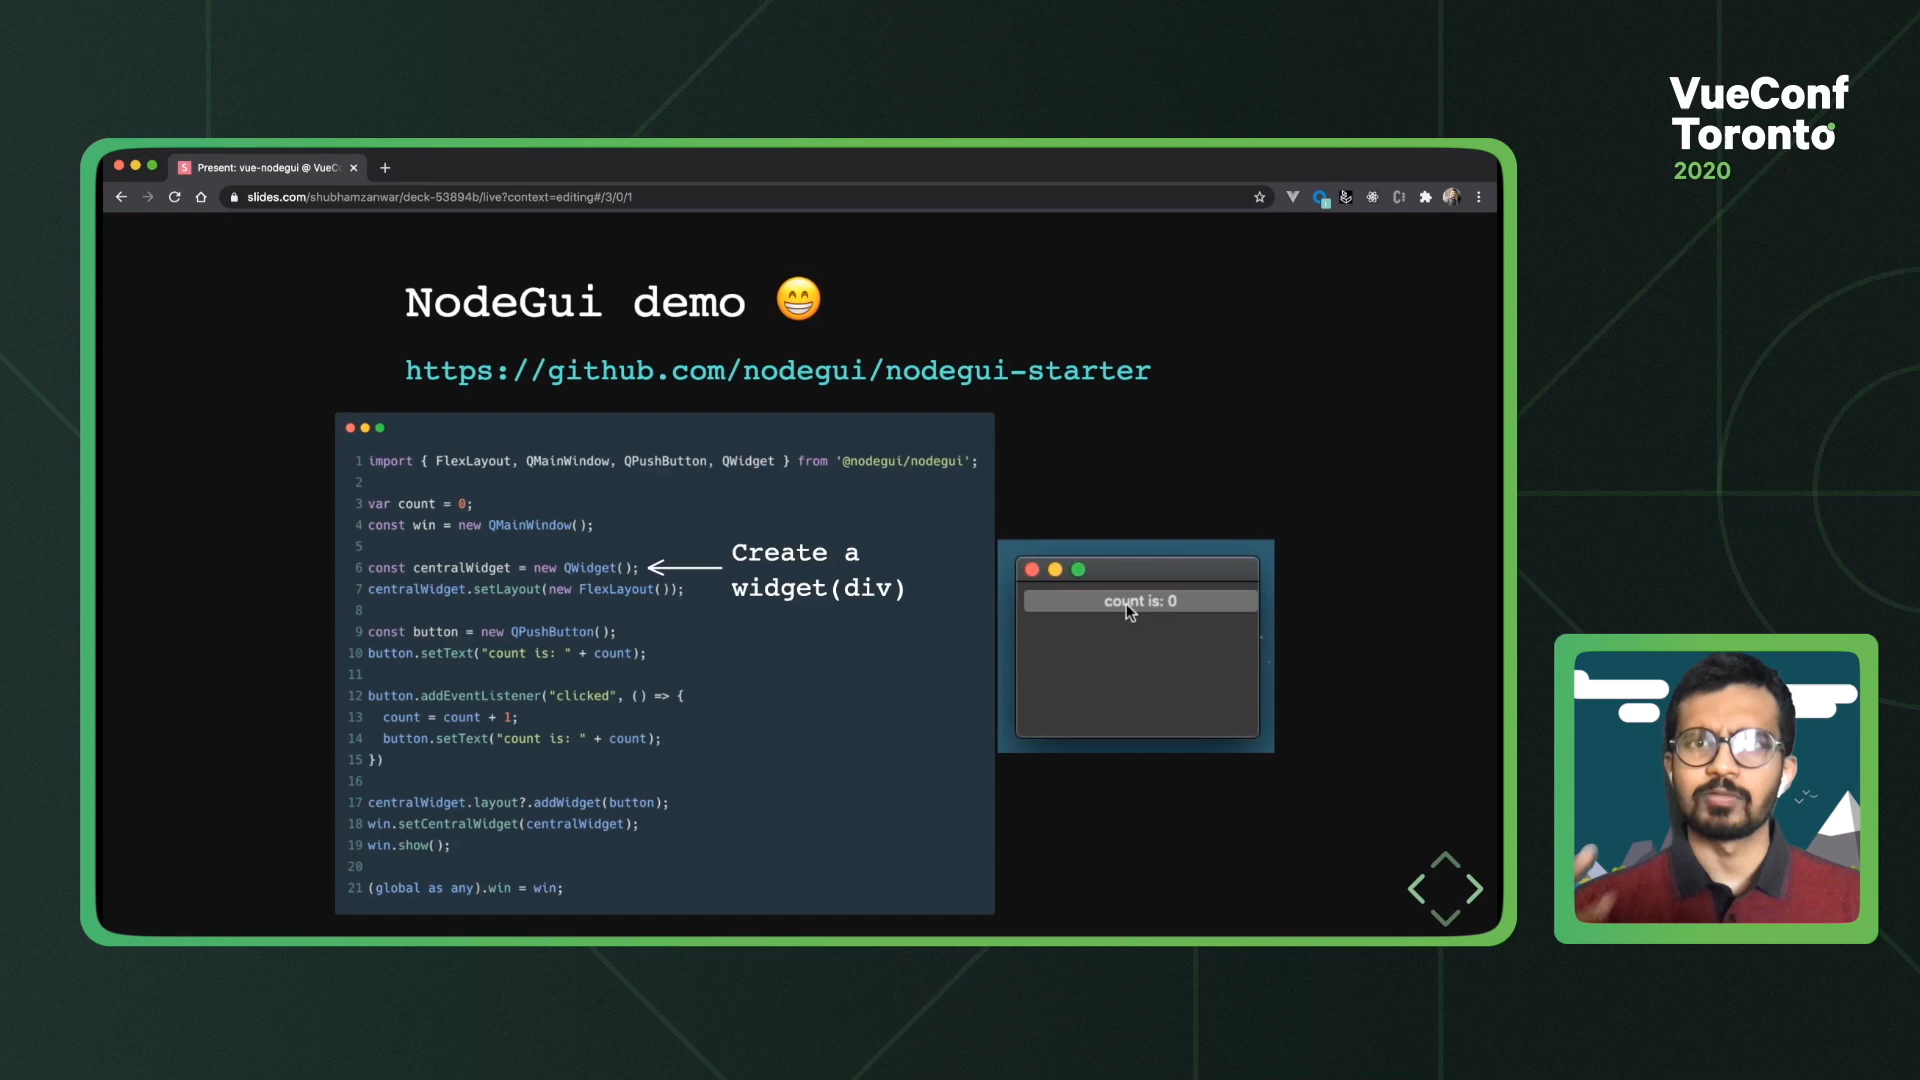 VueConf
Toronto
2020
Present: vue-nodegui @ VueC
slides.com/shubhamzanwar/deck-53894b/live?context=editing#/3/0/1
NodeGui demo 😁
https://github.com/nodegui/nodegui-starter
1 import { FlexLayout, QMainWindow, QPushButton, QWidget } from '@nodegui/nodegui';
2
3 var count = 0;
4 const win = new QMainWindow();
5
6 const centralWidget = new QWidget();
7 centralWidget.setLayout(new FlexLayout());
8
9 const button = new QPushButton();
10 button.setText("count is: " + count);
11
12 button.addEventListener("clicked", () => {
13 count = count + 1;
14 button.setText("count is: " + count);
15 })
16
17 centralWidget.layout?.addWidget(button);
18 win.setCentralWidget(centralWidget);
19 win.show();
20
21 (global as any).win = win;
Create a
widget(div)
count is: 0